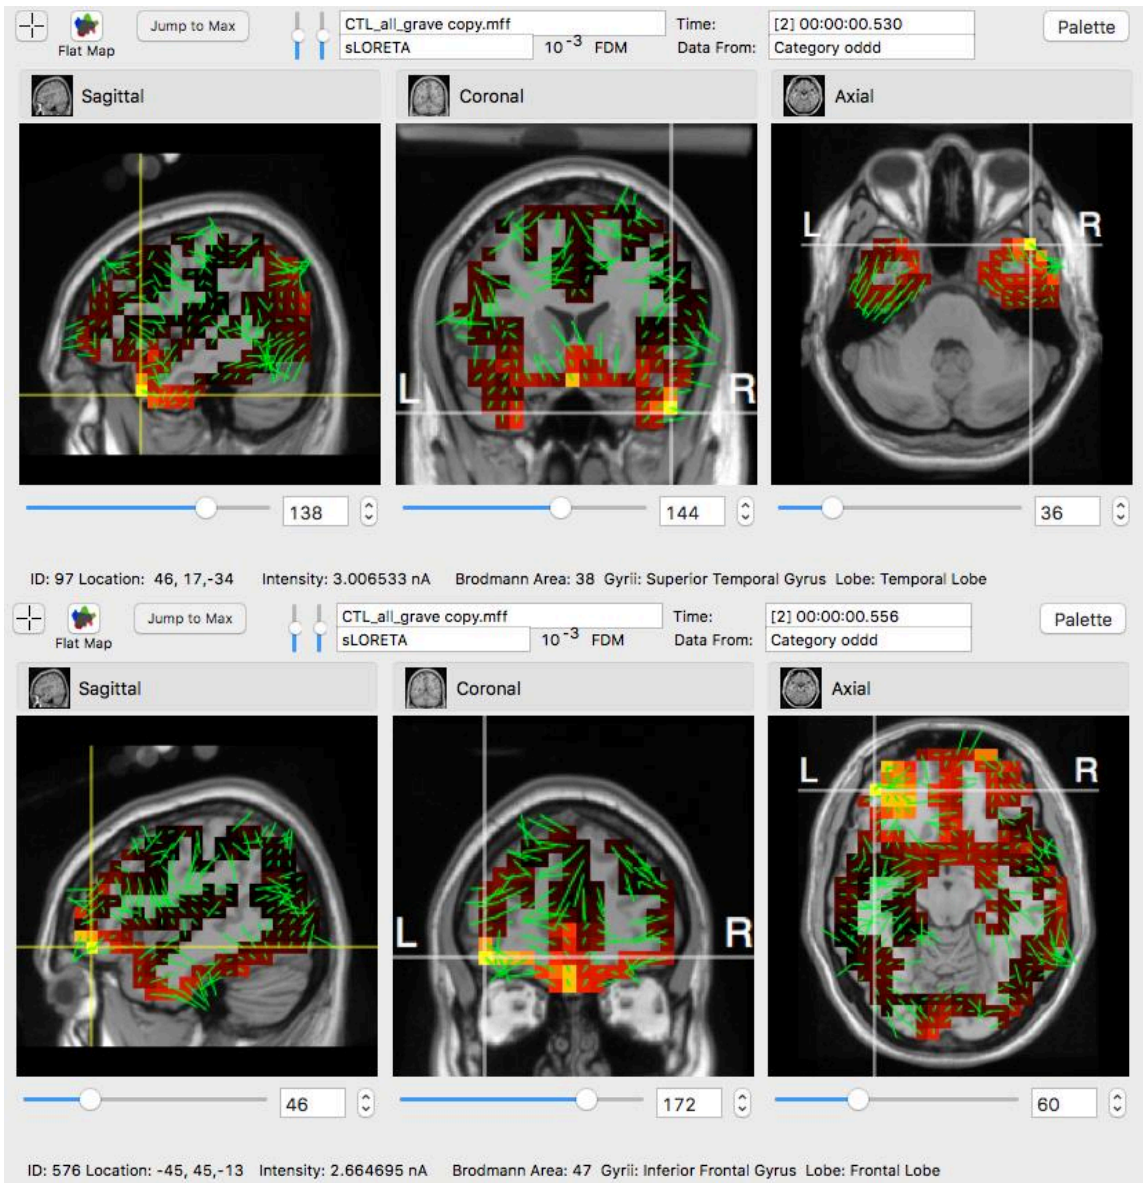 Flat Map
Jump to Max
CTL_all_grave copy.mff
sLORETA
10-3 FDM
Time:
[2] 00:00:00.530
Data From:
Category oddd
Palette
Sagittal
Coronal
Axial
L R
L R
138
144
36
ID: 97 Location: 46, 17,-34 Intensity: 3.006533 nA Brodmann Area: 38 Gyrii: Superior Temporal Gyrus Lobe: Temporal Lobe
Flat Map
Jump to Max
CTL_all_grave copy.mff
sLORETA
10-3 FDM
Time:
[2] 00:00:00.556
Data From:
Category oddd
Palette
Sagittal
Coronal
Axial
L R
L R
46
172
60
ID: 576 Location: -45, 45,-13 Intensity: 2.664695 nA Brodmann Area: 47 Gyrii: Inferior Frontal Gyrus Lobe: Frontal Lobe